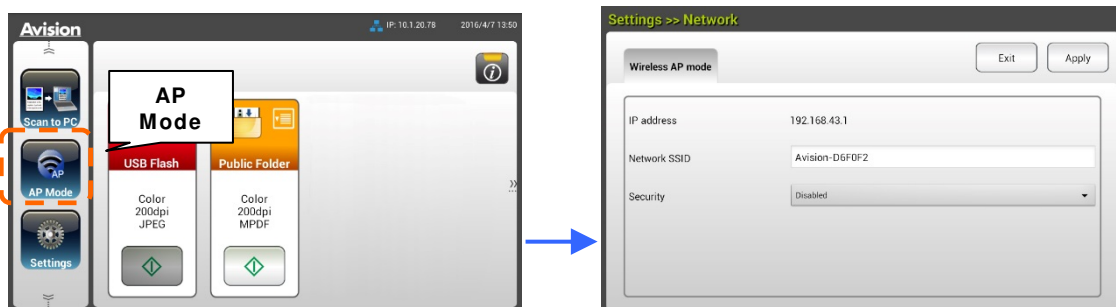 Avision
IP: 10.1.20.78
2016/4/7 13:50
Scan to PC
AP
Mode
AP
AP Mode
Settings
USB Flash
Color
200dpi
JPEG
Public Folder
Color
200dpi
MPDF
Settings >> Network
Wireless AP mode
Exit
Apply
IP address
192.168.43.1
Network SSID
Avision-D6F0F2
Security
Disabled